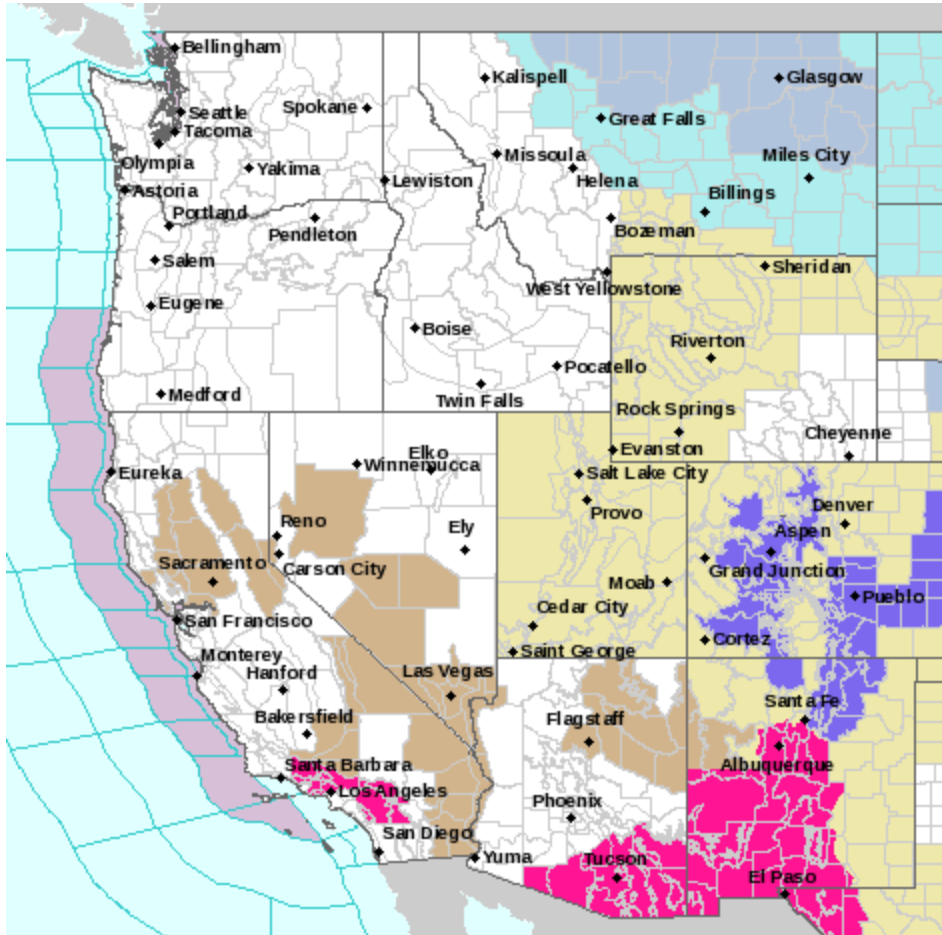 Bellingham
Kalispell
Glasgow
Seattle
Spokane
Great Falls
Tacoma
Olympia
Yakima
Missoula
Miles City
Helena
Lewiston
Astoria
Billings
Portland
Pendleton
Bozeman
Salem
Sheridan
West Yellowstone
Eugene
Boise
Riverton
Pocatello
Medford
Twin Falls
Rock Springs
Cheyenne
Elko
Evanston
Eureka
Winnemucca
Salt Lake City
Provo
Denver
Reno
Ely
Aspen
Sacramento
Carson City
Grand Junction
Moab
Pueblo
Cedar City
San Francisco
Cortez
Saint George
Monterey
Hanford
Las Vegas
Santa Fe
Bakersfield
Flagstaff
Albuquerque
Santa Barbara
Los Angeles
Phoenix
San Diego
Yuma
Tucson
El Paso